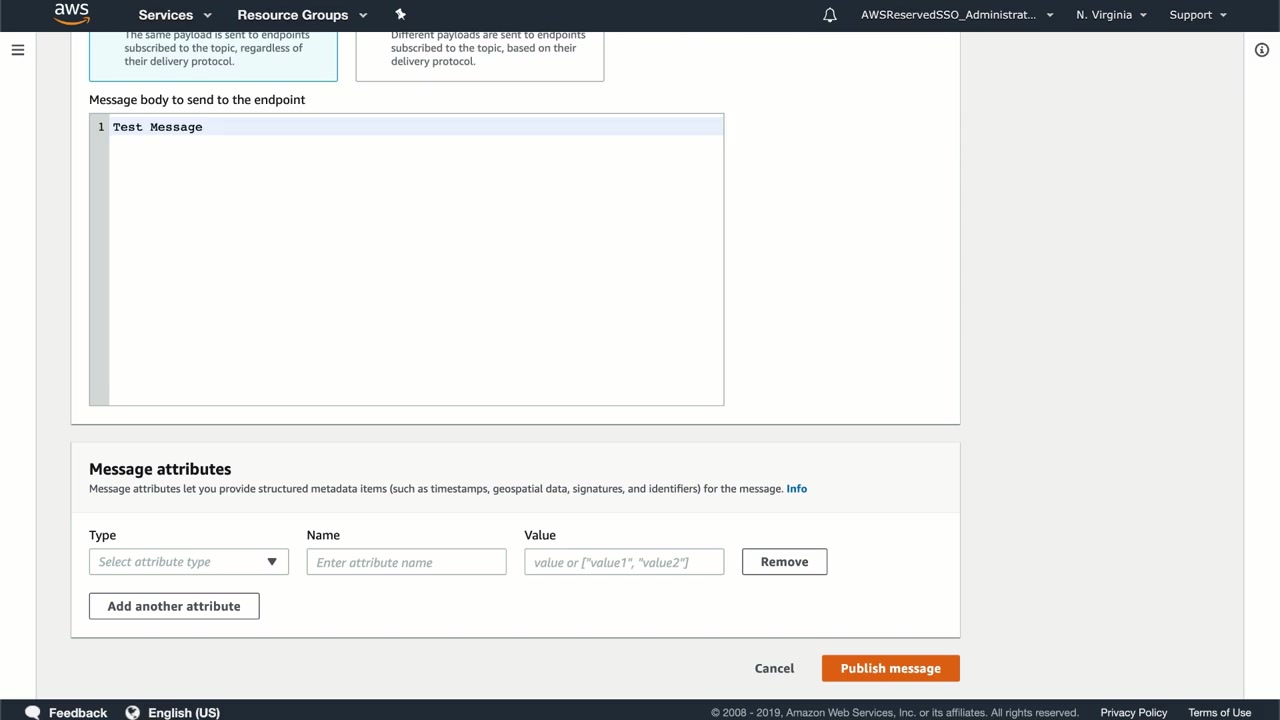 aws
Services
Resource Groups
AWSReservedSSO_Administrat...
N. Virginia
Support
The same payload is sent to endpoints
subscribed to the topic, regardless of
their delivery protocol.
Different payloads are sent to endpoints
subscribed to the topic, based on their
delivery protocol.
Message body to send to the endpoint
1 Test Message
Message attributes
Message attributes let you provide structured metadata items (such as timestamps, geospatial data, signatures, and identifiers) for the message. Info
Type
Name
Value
Select attribute type
Enter attribute name
value or ["value1", "value2"]
Remove
Add another attribute
Cancel
Publish message
Feedback
English (US)
© 2008 - 2019, Amazon Web Services, Inc. or its affiliates. All rights reserved.
Privacy Policy
Terms of Use